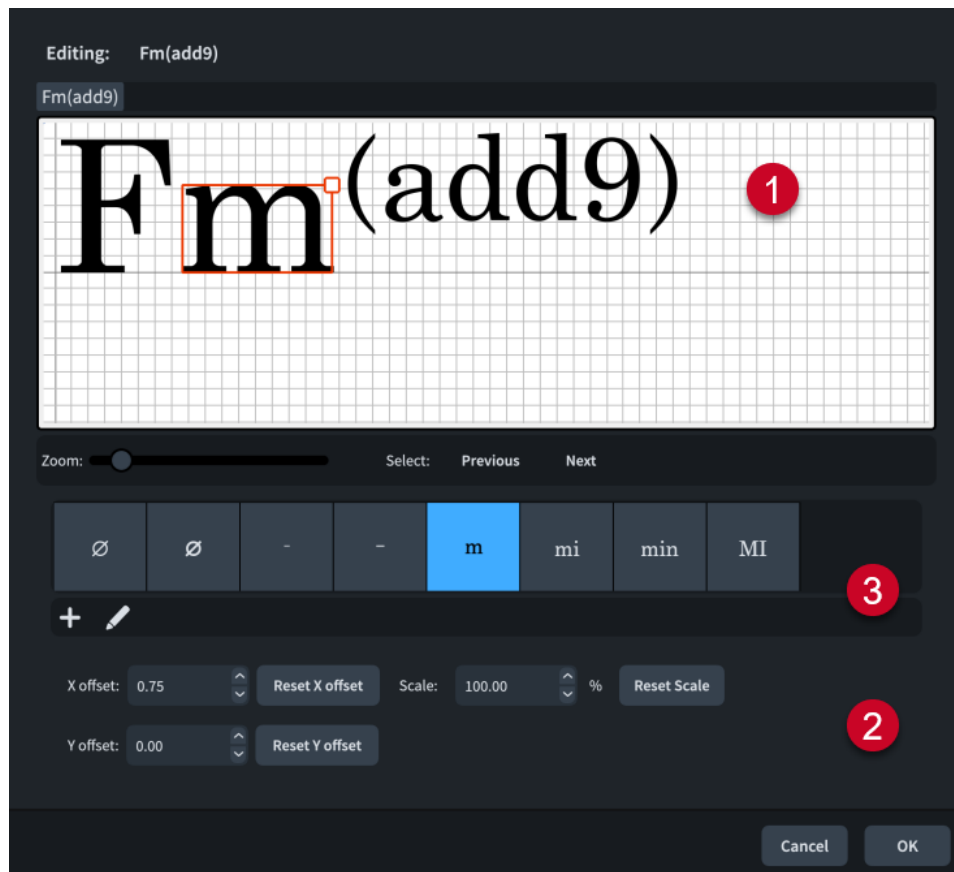 Editing: Fm(add9)
Fm(add9)
Fm(add9)
1
Zoom: Select: Previous Next
ø ø - – m mi min MI
3
X offset: 0.75 Reset X offset Scale: 100.00 % Reset Scale
2
Y offset: 0.00 Reset Y offset
Cancel OK